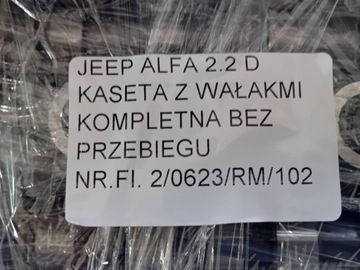 JEEP ALFA 2.2 D
KASETA Z WAŁAKMI
KOMPLETNA BEZ
PRZEBIEGU
NR.FI. 2/0623/RM/102